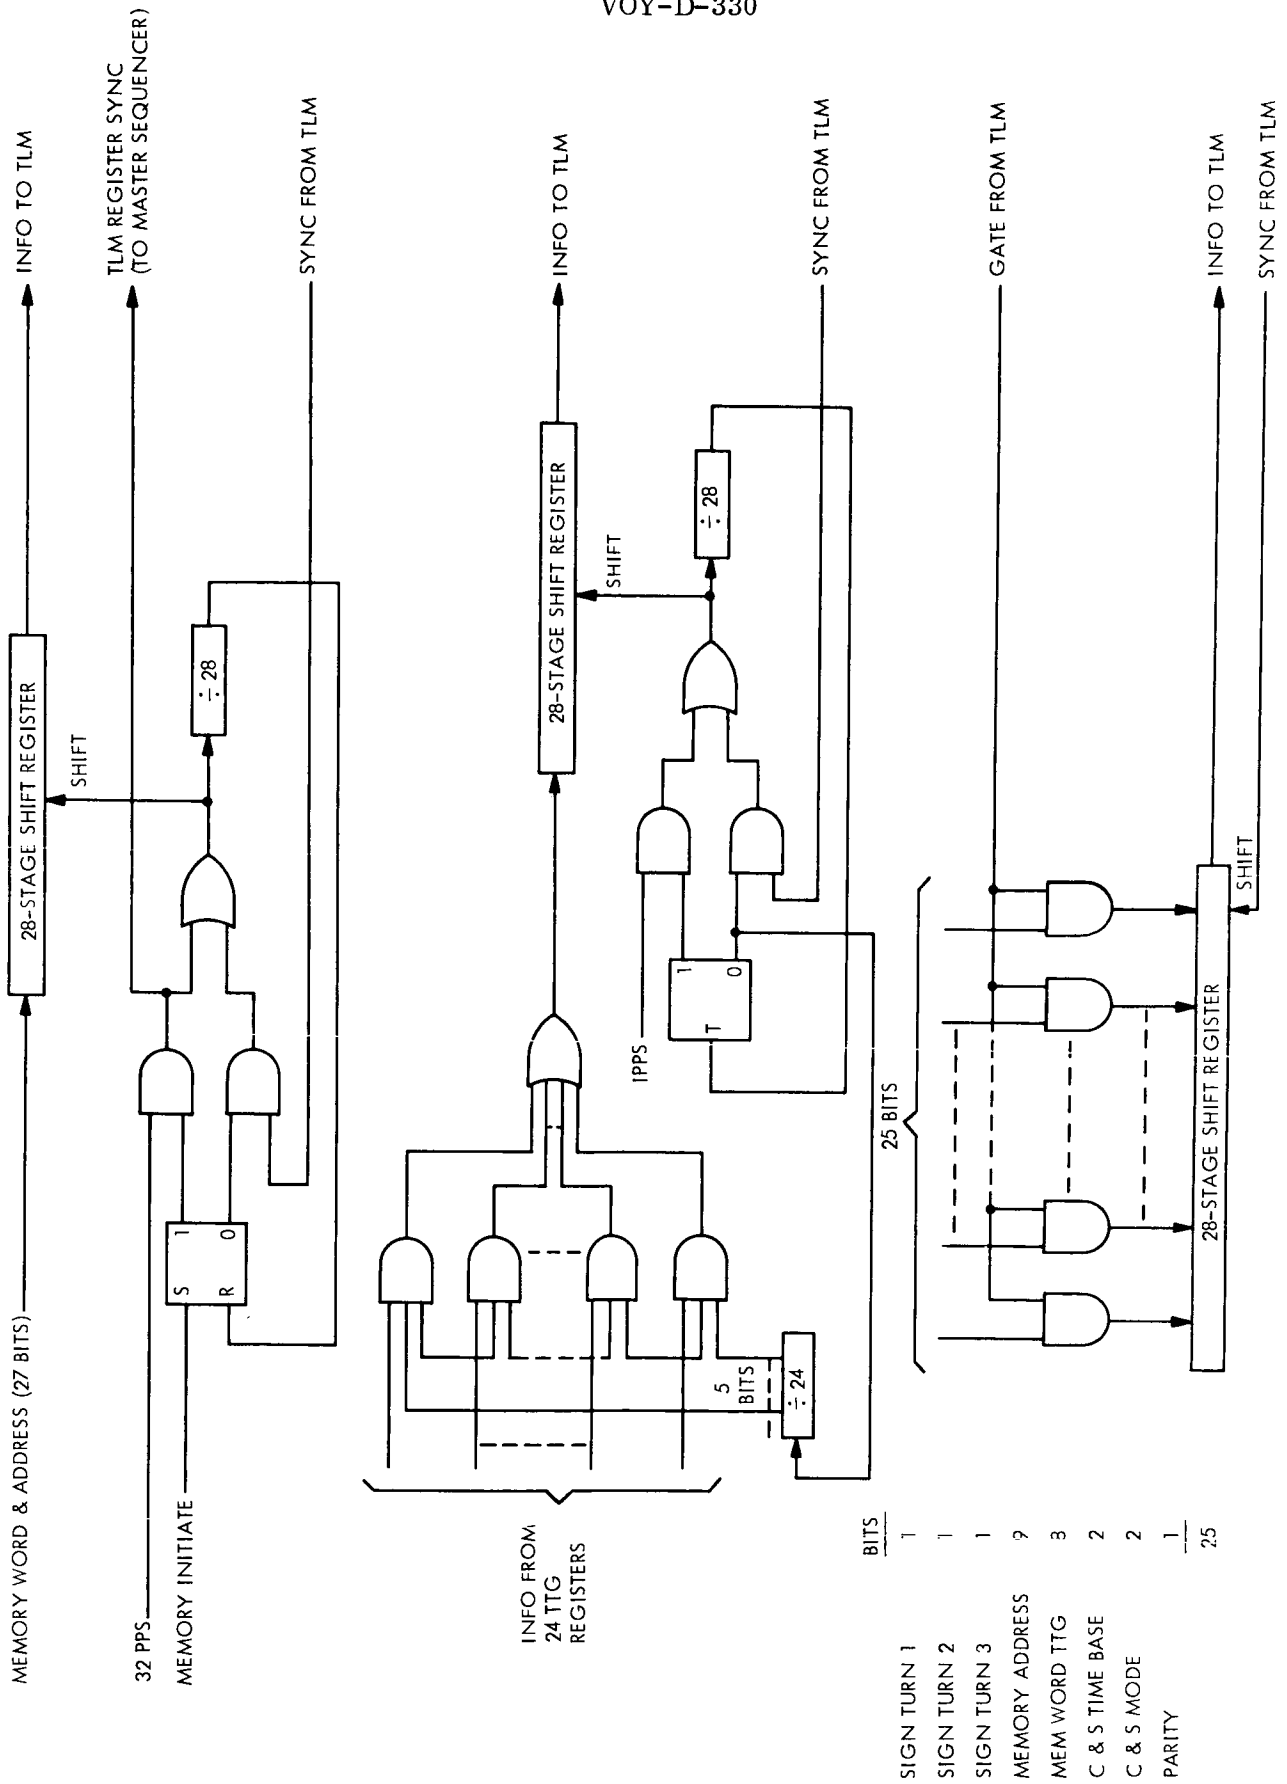 VOY-D-330
MEMORY WORD & ADDRESS (27 BITS)
28-STAGE SHIFT REGISTER
INFO TO TLM
SHIFT
TLM REGISTER SYNC
(TO MASTER SEQUENCER)
32 PPS
MEMORY INITIATE
S 1
R 0
÷ 28
SYNC FROM TLM
INFO FROM
24 TTG
REGISTERS
5
BITS
÷ 24
28-STAGE SHIFT REGISTER
INFO TO TLM
SHIFT
IPPS
T
1
0
÷ 28
SYNC FROM TLM
BITS
SIGN TURN 1 1
SIGN TURN 2 1
SIGN TURN 3 1
MEMORY ADDRESS 9
MEM WORD TTG 8
C & S TIME BASE 2
C & S MODE 2
PARITY 1
25
25 BITS
GATE FROM TLM
28-STAGE SHIFT REGISTER
INFO TO TLM
SHIFT
SYNC FROM TLM